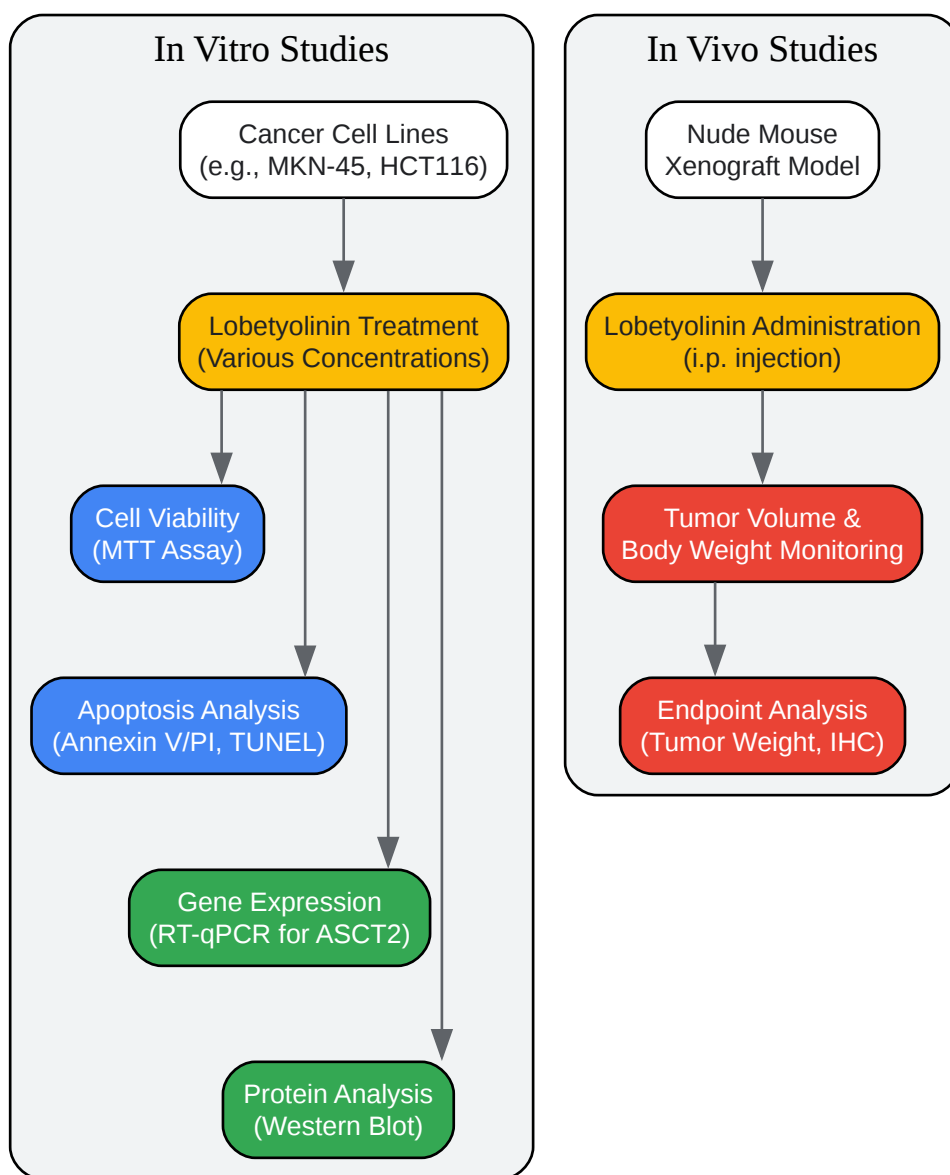 In Vitro Studies
Cancer Cell Lines
(e.g., MKN-45, HCT116)
Lobetyolinin Treatment
(Various Concentrations)
Cell Viability
(MTT Assay)
Apoptosis Analysis
(Annexin V/PI, TUNEL)
Gene Expression
(RT-qPCR for ASCT2)
Protein Analysis
(Western Blot)
In Vivo Studies
Nude Mouse
Xenograft Model
Lobetyolinin Administration
(i.p. injection)
Tumor Volume &
Body Weight Monitoring
Endpoint Analysis
(Tumor Weight, IHC)